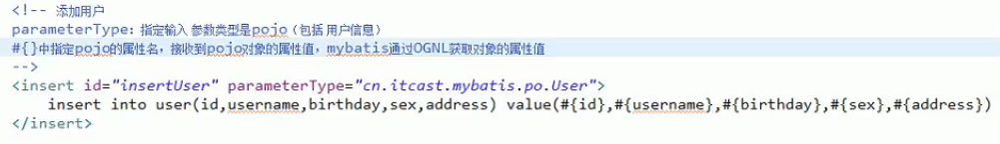 <!-- 添加用户
parameterType：指定输入 参数类型是pojo（包括 用户信息）
#{}中指定pojo的属性名，接收到pojo对象的属性值，mybatis通过OGNL获取对象的属性值
-->
<insert id="insertUser" parameterType="cn.itcast.mybatis.po.User">
insert into user(id,username,birthday,sex,address) value(#{id},#{username},#{birthday},#{sex},#{address})
</insert>